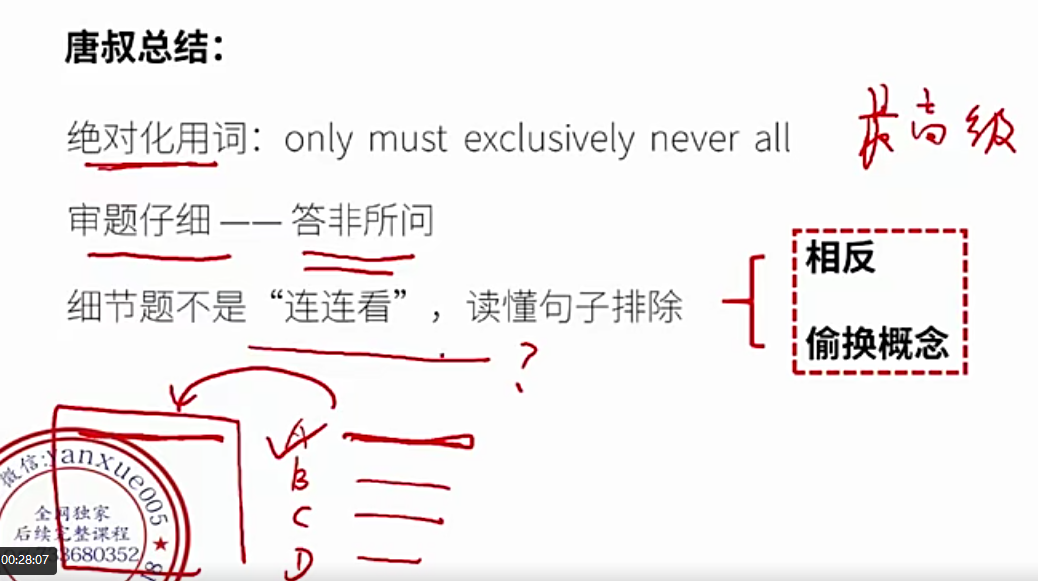 唐叔总结：
绝对化用词：only must exclusively never all
最高级
审题仔细 —— 答非所问
细节题不是“连连看”，读懂句子排除
相反
偷换概念
?
A
B
C
D
微信:yanxue005
全网独家
后续完整课程
33680352
00:28:07